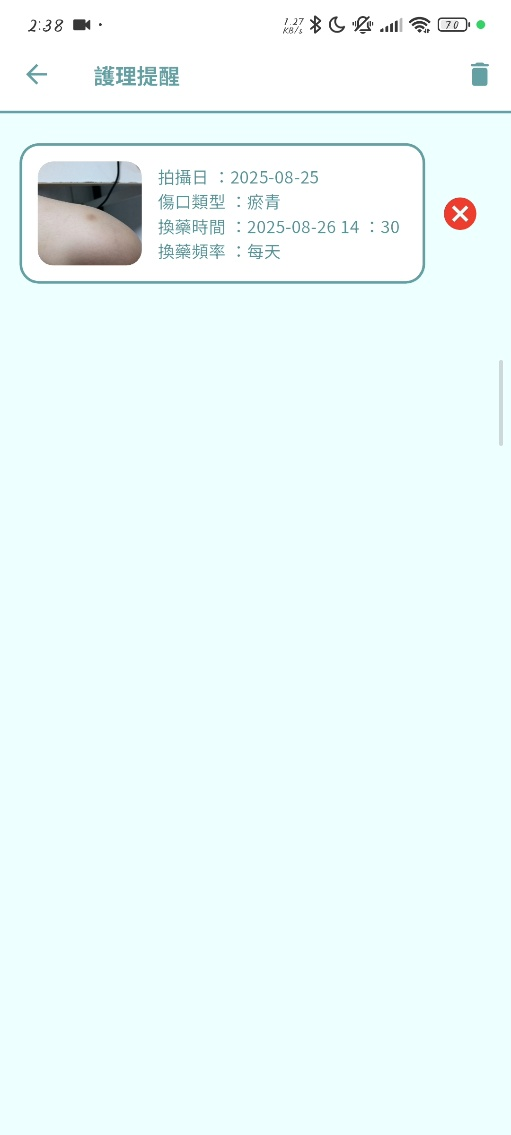 2:38
1.27
KB/s
70
護理提醒
拍攝日 ：2025-08-25
傷口類型 ：瘀青
換藥時間 ：2025-08-26 14 ：30
換藥頻率 ：每天